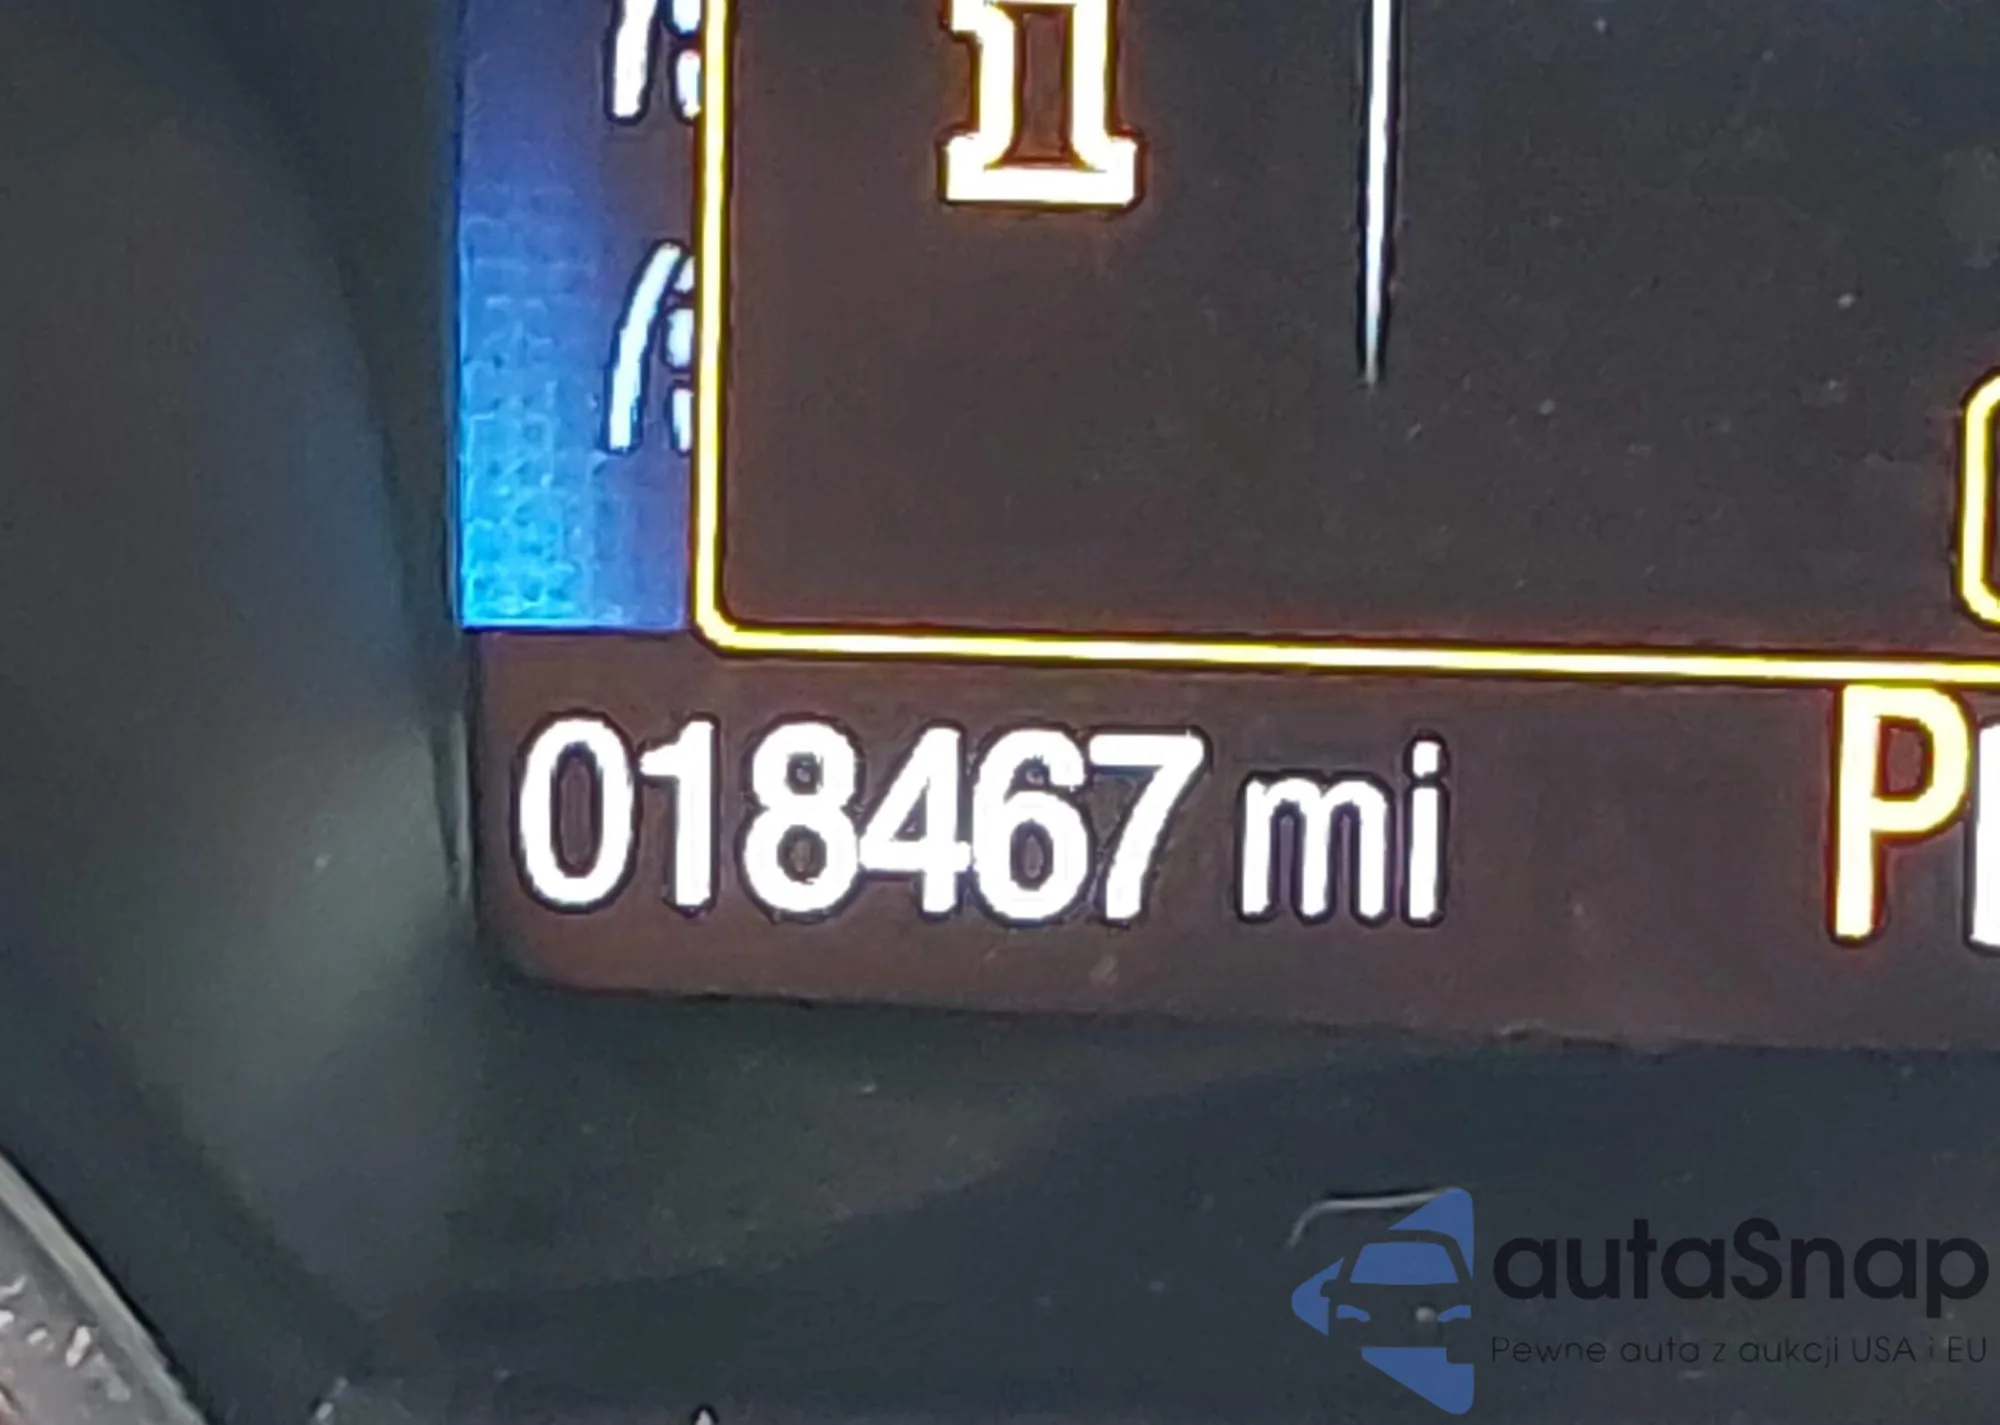 018467 mi
P
autaSnap
Pewne auta z aukcji USA i EU